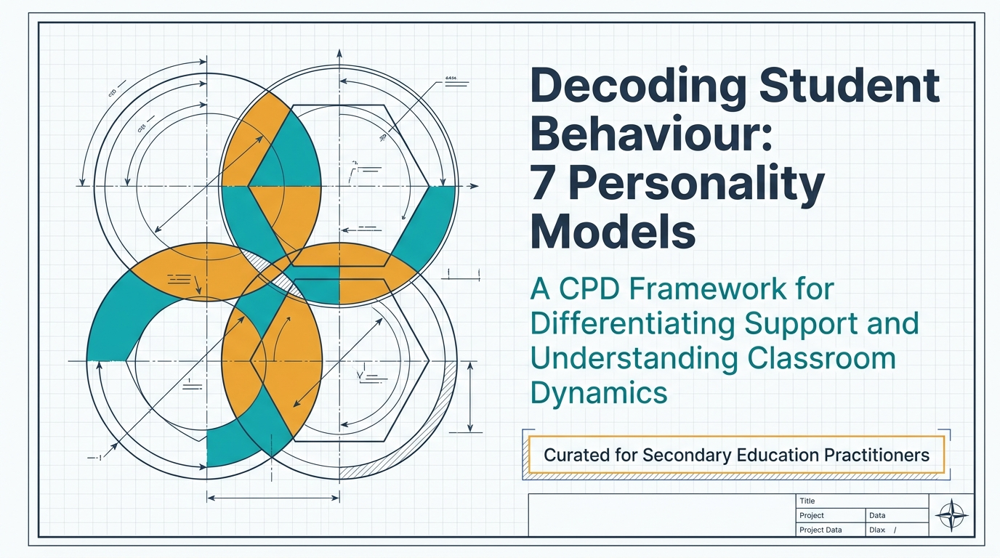 Decoding Student
Behaviour:
7 Personality
Models
A CPD Framework for
Differentiating Support and
Understanding Classroom
Dynamics
Curated for Secondary Education Practitioners
Title
Project
Data
Project Data